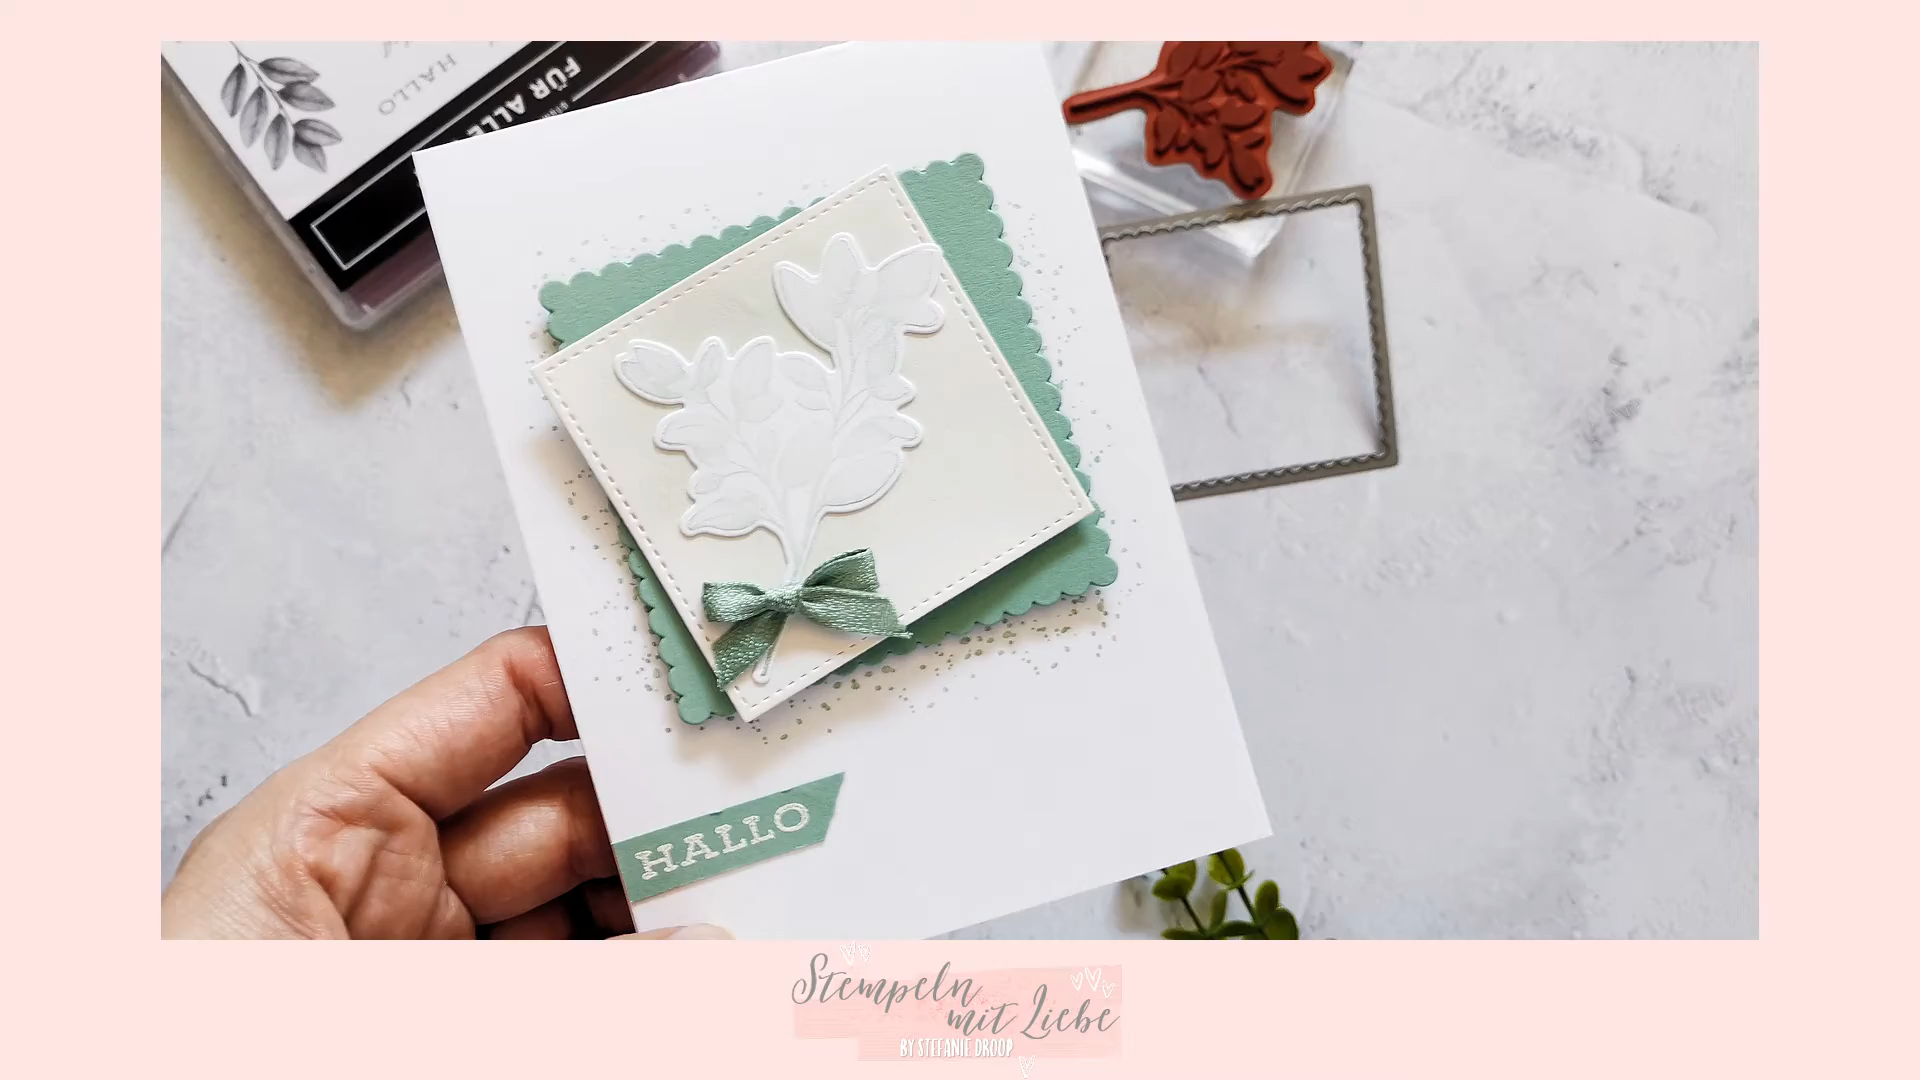 HALLO
FÜR ALLE
HALLO
Stempeln
mit Liebe
BY STEFANIE DROOP